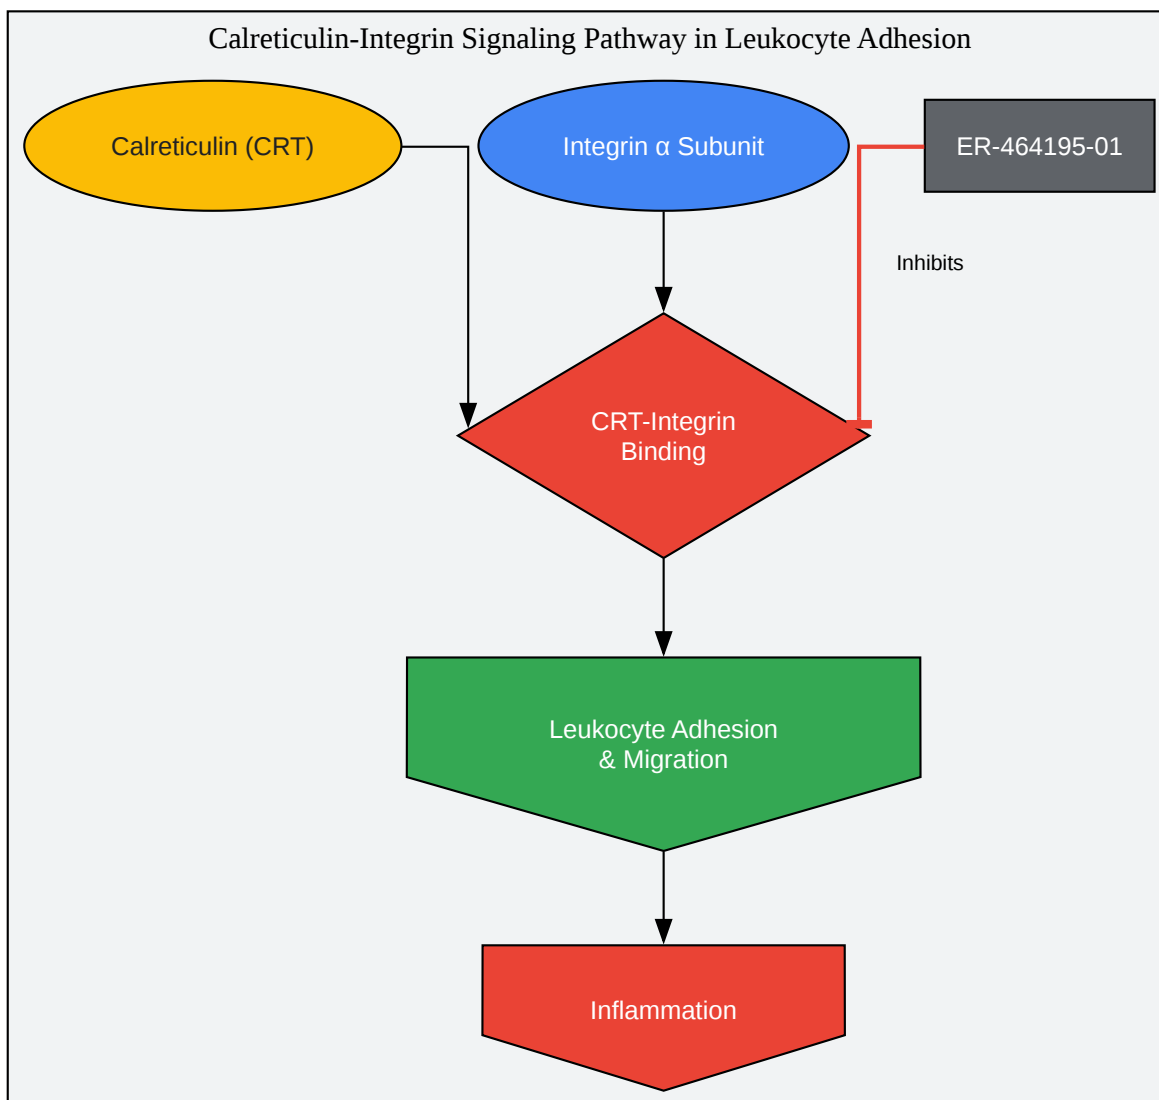 Calreticulin-Integrin Signaling Pathway in Leukocyte Adhesion
Calreticulin (CRT)
Integrin α Subunit
ER-464195-01
Inhibits
CRT-Integrin
Binding
Leukocyte Adhesion
& Migration
Inflammation